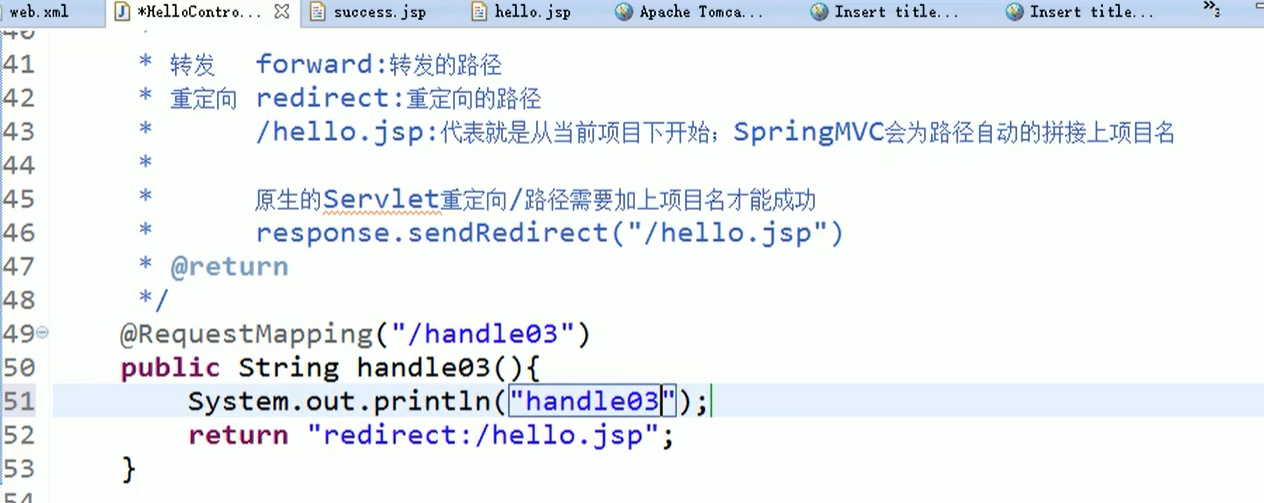 web.xml *HelloContro... success.jsp hello.jsp Apache Tomca... Insert title... Insert title... »3
40 *
41 * 转发 forward:转发的路径
42 * 重定向 redirect:重定向的路径
43 * /hello.jsp:代表就是从当前项目下开始；SpringMVC会为路径自动的拼接上项目名
44 *
45 * 原生的Servlet重定向/路径需要加上项目名才能成功
46 * response.sendRedirect("/hello.jsp")
47 * @return
48 */
49 @RequestMapping("/handle03")
50 public String handle03(){
51 System.out.println("handle03");
52 return "redirect:/hello.jsp";
53 }
54